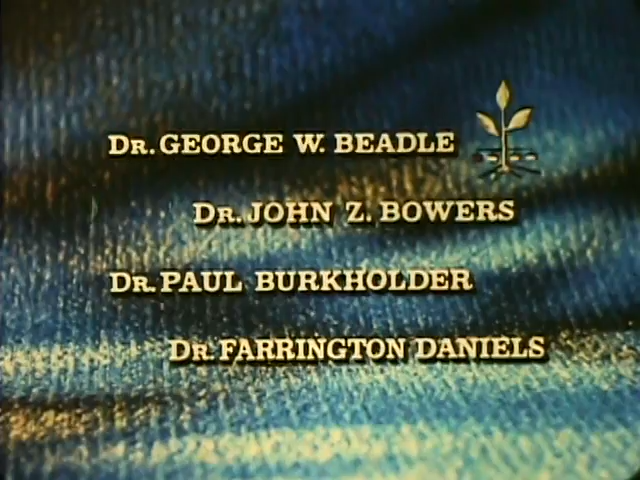 Dr. GEORGE W. BEADLE
Dr. JOHN Z. BOWERS
Dr. PAUL BURKHOLDER
Dr. FARRINGTON DANIELS